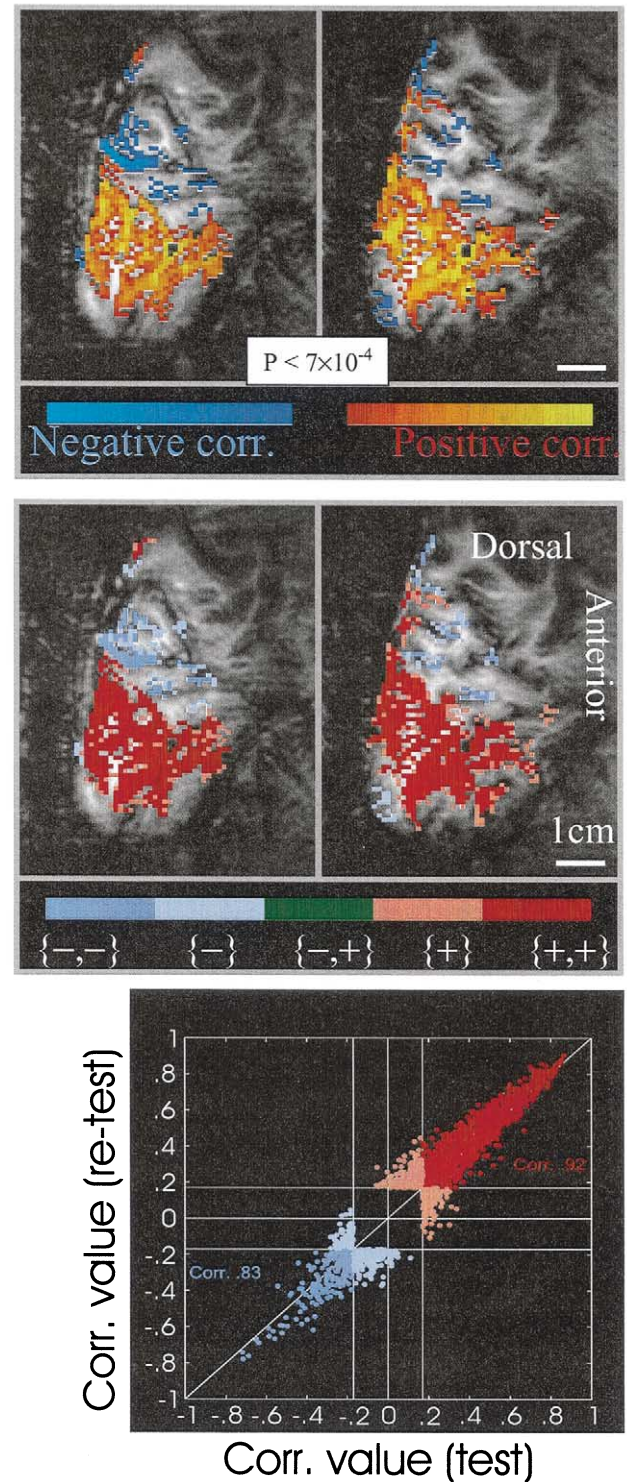 P < 7×10⁻⁴
Negative corr. Positive corr.
Dorsal
Anterior
1cm
{−,−} {−} {−,+} {+} {+,+}
Corr. value (re-test)
1
.8
.6
.4
.2
0
-.2
-.4
-.6
-.8
-1
Corr. .92
Corr. .83
-1 -.8 -.6 -.4 -.2 0 .2 .4 .6 .8 1
Corr. value (test)